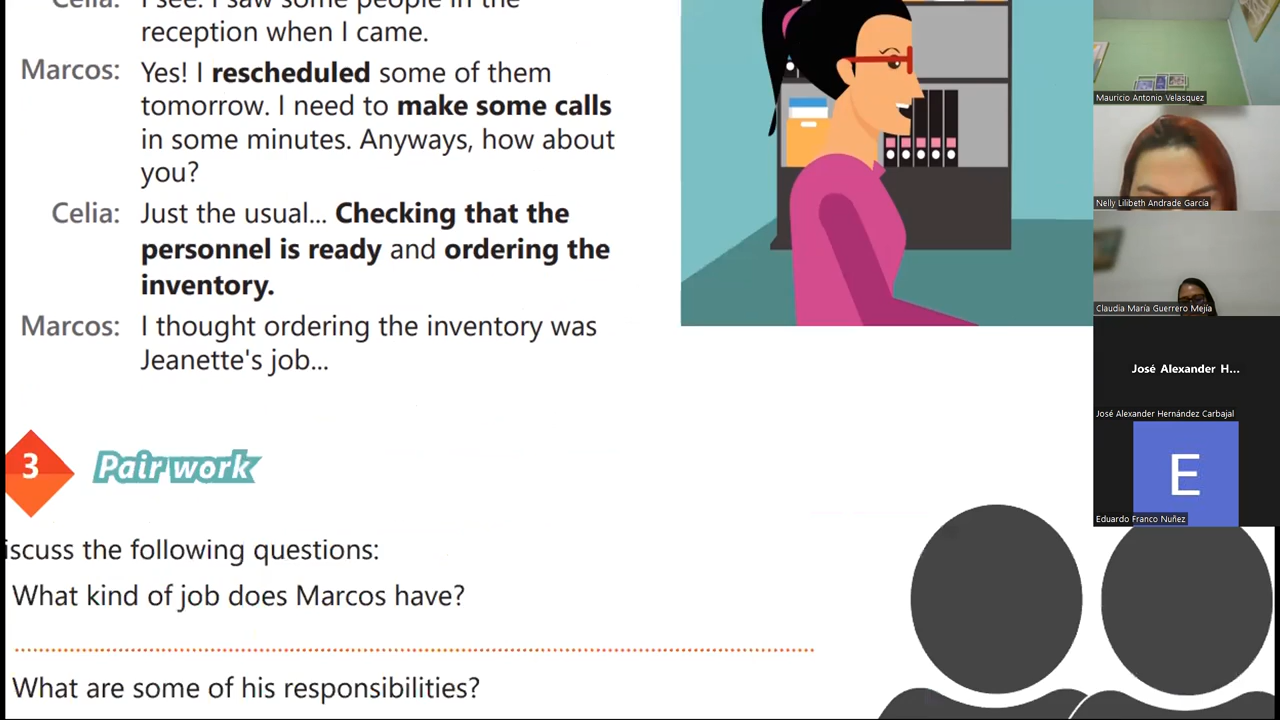 Celia: I see. I saw some people in the
reception when I came.
Marcos: Yes! I rescheduled some of them
tomorrow. I need to make some calls
in some minutes. Anyways, how about
you?
Celia: Just the usual... Checking that the
personnel is ready and ordering the
inventory.
Marcos: I thought ordering the inventory was
Jeanette's job...
3 Pair work
iscuss the following questions:
What kind of job does Marcos have?
What are some of his responsibilities?
Mauricio Antonio Velasquez
Nelly Lilibeth Andrade García
Claudia María Guerrero Mejía
José Alexander H...
José Alexander Hernández Carbajal
E
Eduardo Franco Nuñez